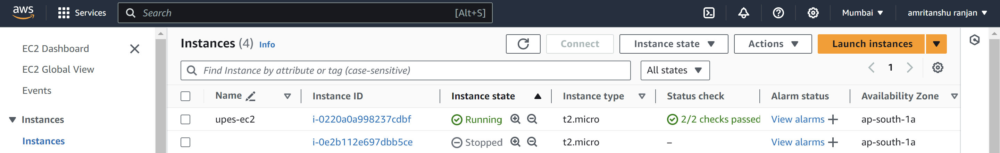 aws Services Search [Alt+S] Mumbai amritanshu ranjan
EC2 Dashboard
EC2 Global View
Events
Instances
Instances
Instances (4) Info Connect Instance state Actions Launch instances
Find Instance by attribute or tag (case-sensitive) All states 1
Name Instance ID Instance state Instance type Status check Alarm status Availability Zone
upes-ec2 i-0220a0a998237cdbf Running t2.micro 2/2 checks passed View alarms + ap-south-1a
i-0e2b112e697dbb5ce Stopped t2.micro – View alarms + ap-south-1a